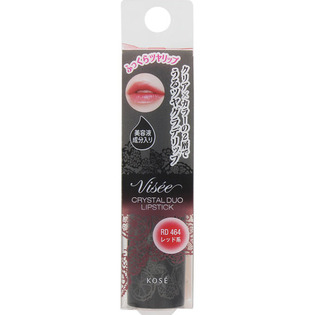 ふっくらツヤリップ
クリア×カラーの2層で
うるツヤグラデリップ
美容液
成分入り
Visée
CRYSTAL DUO
LIPSTICK
RD 464
レッド系
KOSÉ